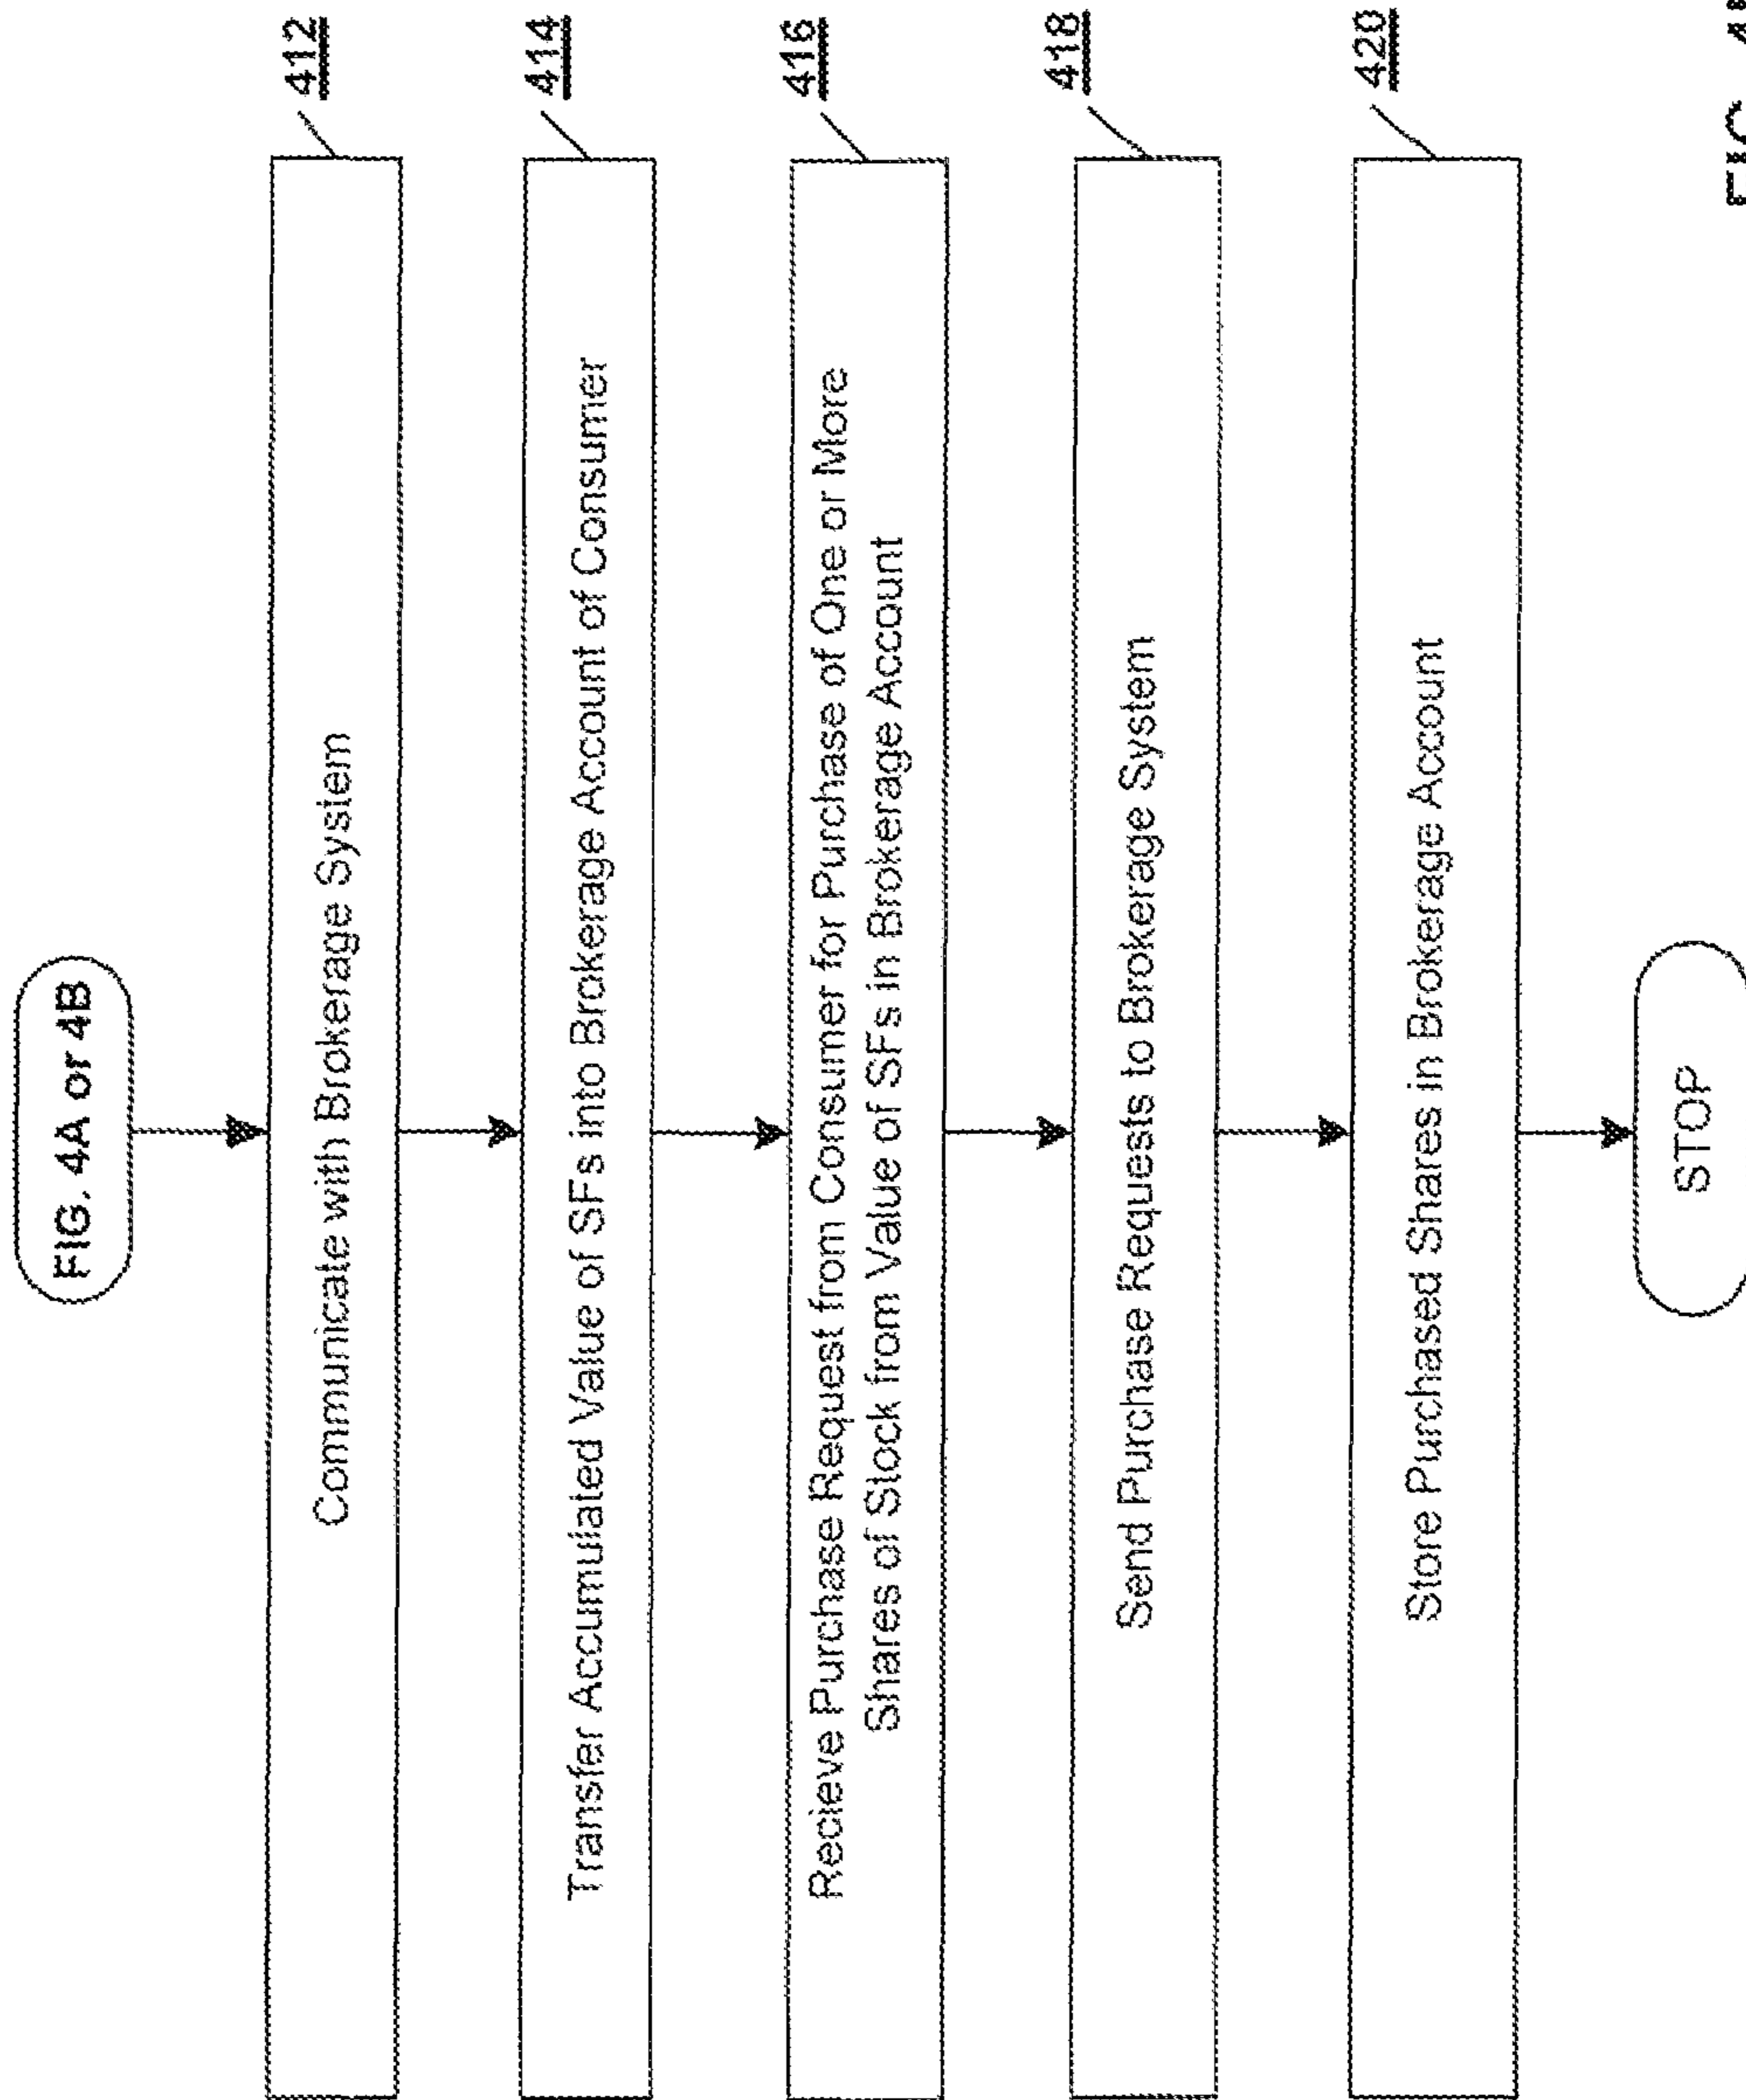 FIG. 4A or 4B
Communicate with Brokerage System
412
Transfer Accumulated Value of SFs into Brokerage Account of Consumer
414
Recieve Purchase Request from Consumer for Purchase of One or More
Shares of Stock from Value of SFs in Brokerage Account
416
Send Purchase Requests to Brokerage System
418
Store Purchased Shares in Brokerage Account
420
STOP